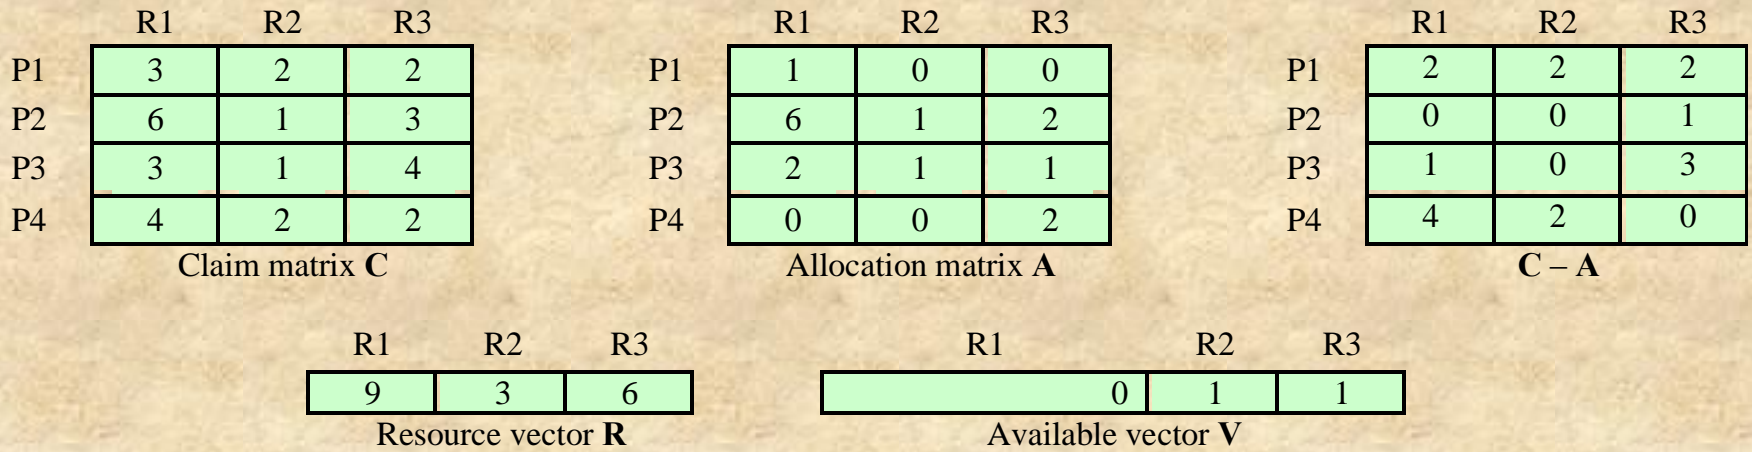 R1 R2 R3 R1 R2 R3 R1 R2 R3
P1 3 2 2 P1 1 0 0 P1 2 2 2
P2 6 1 3 P2 6 1 2 P2 0 0 1
P3 3 1 4 P3 2 1 1 P3 1 0 3
P4 4 2 2 P4 0 0 2 P4 4 2 0
Claim matrix C Allocation matrix A C – A
R1 R2 R3 R1 R2 R3
9 3 6 0 1 1
Resource vector R Available vector V